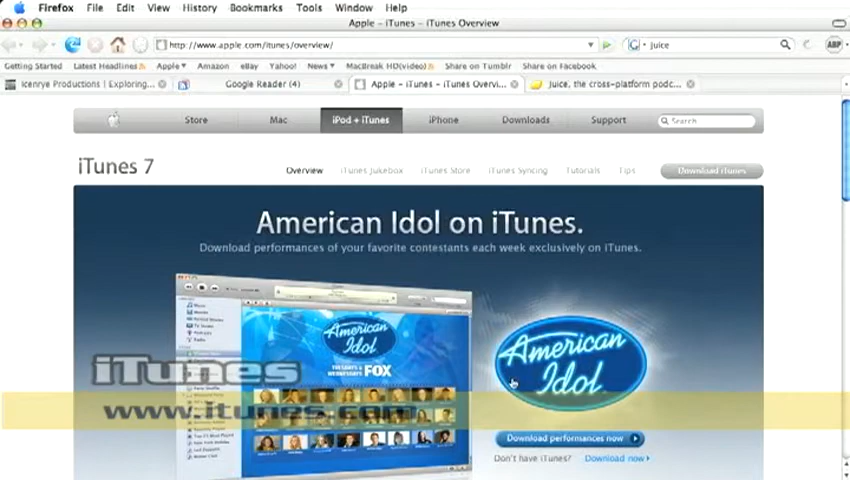 Firefox File Edit View History Bookmarks Tools Window Help
Apple – iTunes – iTunes Overview
http://www.apple.com/itunes/overview/
juice
ABP
Getting Started Latest Headlines Apple Amazon eBay Yahoo! News MacBreak HD(video) Share on Tumblr Share on Facebook
Icenrye Productions | Exploring... Google Reader (4) Apple – iTunes – iTunes Overvi... Juice, the cross-platform podc...
Store Mac iPod + iTunes iPhone Downloads Support Search
iTunes 7
Overview iTunes Jukebox iTunes Store iTunes Syncing Tutorials Tips Download iTunes
American Idol on iTunes.
Download performances of your favorite contestants each week exclusively on iTunes.
American Idol
TUESDAYS &
WEDNESDAYS FOX
American Idol
iTunes
www.itunes.com
Download performances now
Don't have iTunes? Download now